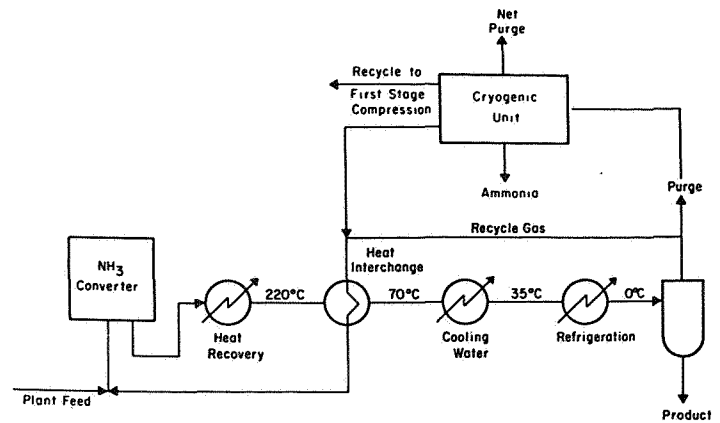 Net
Purge
Recycle to
First Stage
Compression
Cryogenic
Unit
Ammonia
Purge
Recycle Gas
NH3
Converter
Heat
Interchange
220°C
70°C
35°C
0°C
Heat
Recovery
Cooling
Water
Refrigeration
Plant Feed
Product